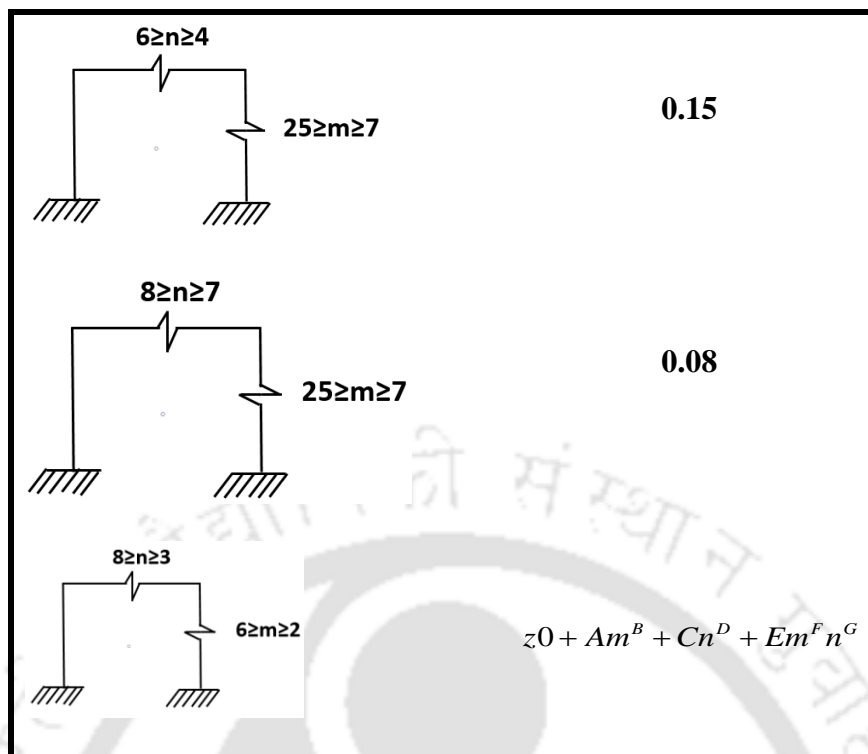 6≥n≥4
25≥m≥7
0.15
8≥n≥7
25≥m≥7
0.08
8≥n≥3
6≥m≥2
z0 + Am^B + Cn^D + Em^F n^G